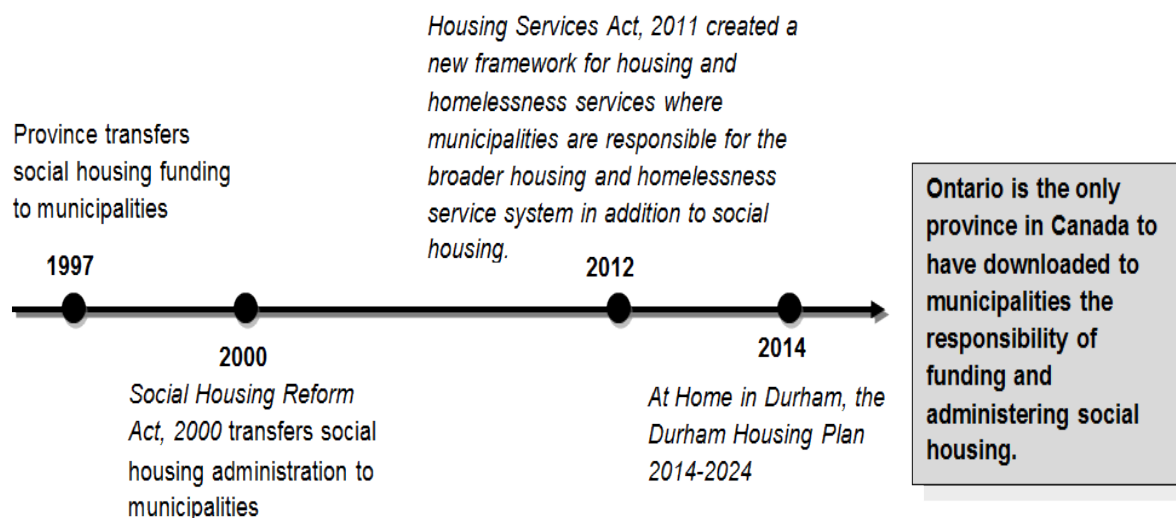 Province transfers
social housing funding
to municipalities
1997
2000
Social Housing Reform
Act, 2000 transfers social
housing administration to
municipalities
Housing Services Act, 2011 created a
new framework for housing and
homelessness services where
municipalities are responsible for the
broader housing and homelessness
service system in addition to social
housing.
2012
2014
At Home in Durham, the
Durham Housing Plan
2014-2024
Ontario is the only
province in Canada to
have downloaded to
municipalities the
responsibility of
funding and
administering social
housing.